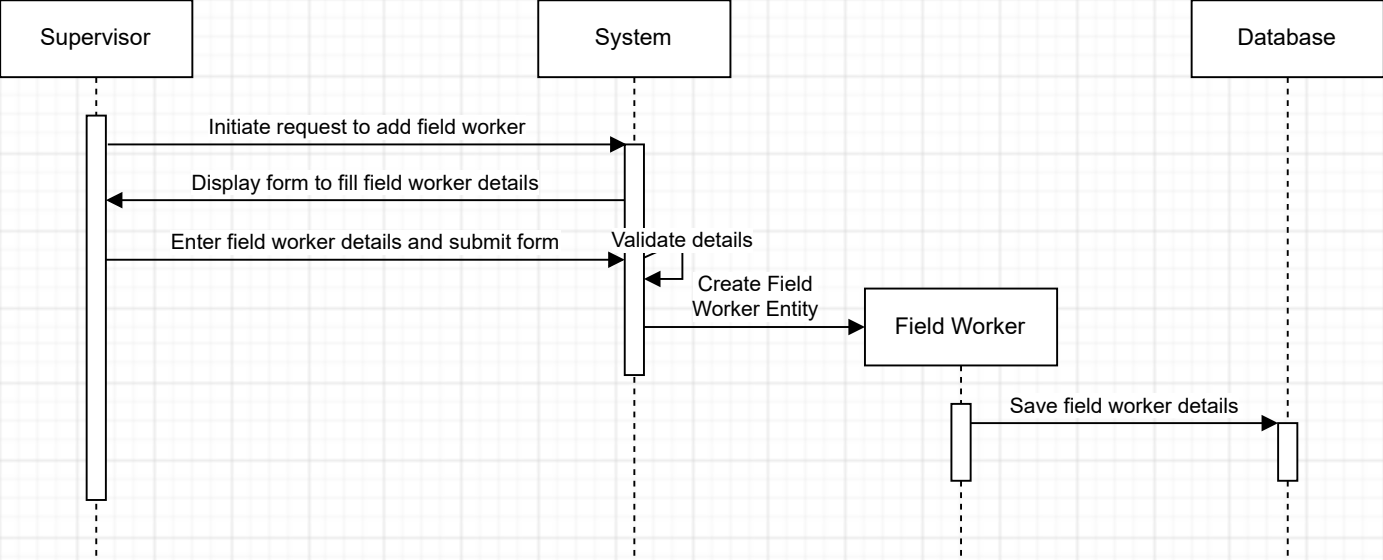 Supervisor
System
Database
Initiate request to add field worker
Display form to fill field worker details
Enter field worker details and submit form
Validate details
Create Field
Worker Entity
Field Worker
Save field worker details